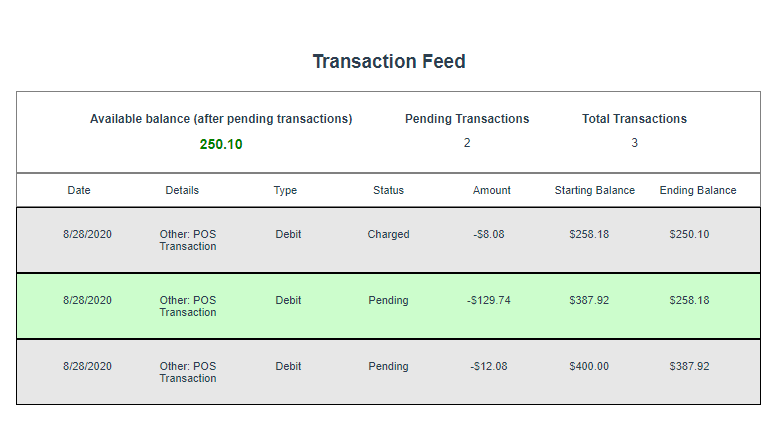 Transaction Feed
Available balance (after pending transactions) Pending Transactions Total Transactions
250.10 2 3
Date Details Type Status Amount Starting Balance Ending Balance
8/28/2020 Other: POS Debit Charged -$8.08 $258.18 $250.10
Transaction
8/28/2020 Other: POS Debit Pending -$129.74 $387.92 $258.18
Transaction
8/28/2020 Other: POS Debit Pending -$12.08 $400.00 $387.92
Transaction